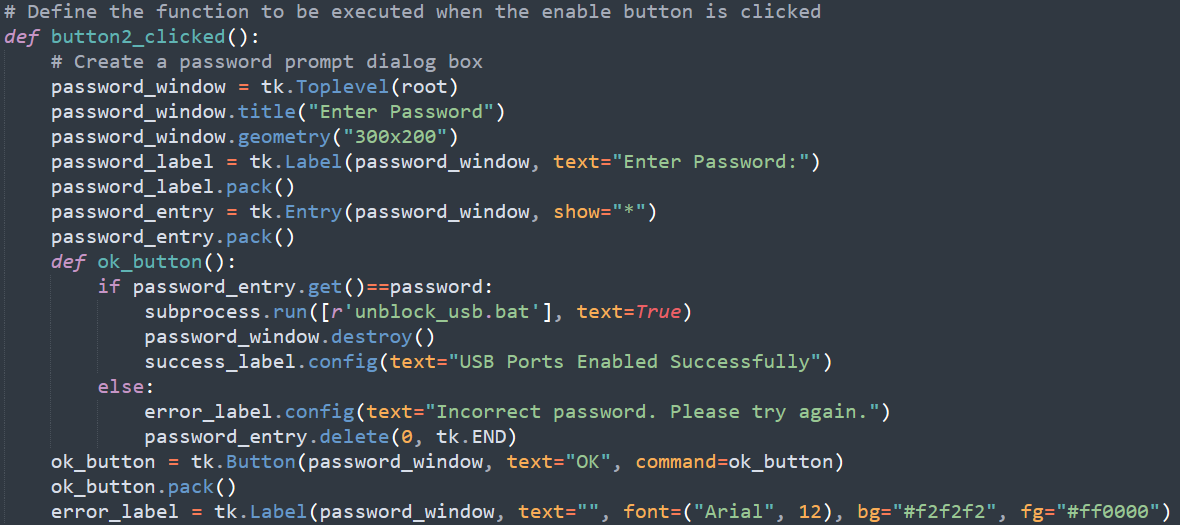 # Define the function to be executed when the enable button is clicked
def button2_clicked():
    # Create a password prompt dialog box
    password_window = tk.Toplevel(root)
    password_window.title("Enter Password")
    password_window.geometry("300x200")
    password_label = tk.Label(password_window, text="Enter Password:")
    password_label.pack()
    password_entry = tk.Entry(password_window, show="*")
    password_entry.pack()
    def ok_button():
        if password_entry.get()==password:
            subprocess.run([r'unblock_usb.bat'], text=True)
            password_window.destroy()
            success_label.config(text="USB Ports Enabled Successfully")
        else:
            error_label.config(text="Incorrect password. Please try again.")
            password_entry.delete(0, tk.END)
    ok_button = tk.Button(password_window, text="OK", command=ok_button)
    ok_button.pack()
    error_label = tk.Label(password_window, text="", font=("Arial", 12), bg="#f2f2f2", fg="#ff0000")